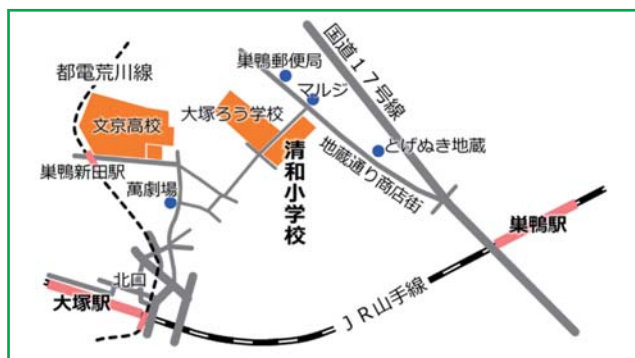 都電荒川線
文京高校
巣鴨新田駅
萬劇場
大塚駅
北口
巣鴨郵便局
マルジ
大塚ろう学校
清和小学校
地蔵通り商店街
とげぬき地蔵
国道17号線
巣鴨駅
JR山手線